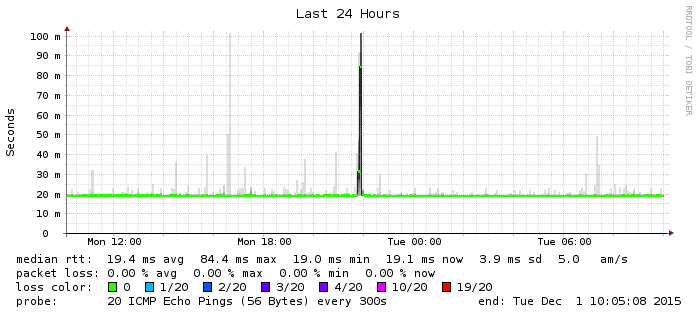 Last 24 Hours
RRDTOOL / TOBI OETIKER
Seconds
100 m
90 m
80 m
70 m
60 m
50 m
40 m
30 m
20 m
10 m
0
Mon 12:00 Mon 18:00 Tue 00:00 Tue 06:00
median rtt: 19.4 ms avg 84.4 ms max 19.0 ms min 19.1 ms now 3.9 ms sd 5.0 am/s
packet loss: 0.00 % avg 0.00 % max 0.00 % min 0.00 % now
loss color: 0 1/20 2/20 3/20 4/20 10/20 19/20
probe: 20 ICMP Echo Pings (56 Bytes) every 300s end: Tue Dec 1 10:05:08 2015